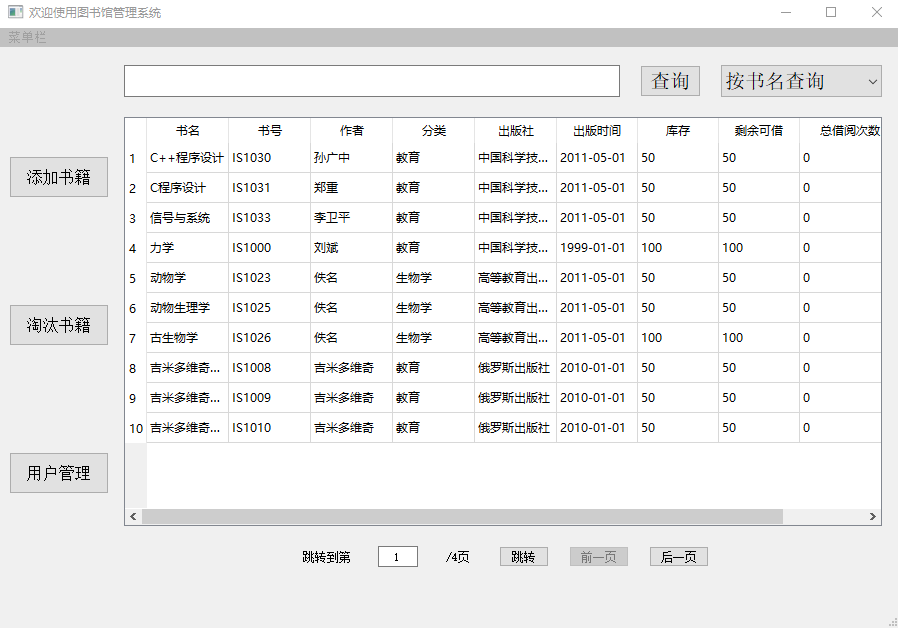 欢迎使用图书馆管理系统
菜单栏
查询 按书名查询
添加书籍
淘汰书籍
用户管理
书名 书号 作者 分类 出版社 出版时间 库存 剩余可借 总借阅次数
1 C++程序设计 IS1030 孙广中 教育 中国科学技... 2011-05-01 50 50 0
2 C程序设计 IS1031 郑重 教育 中国科学技... 2011-05-01 50 50 0
3 信号与系统 IS1033 李卫平 教育 中国科学技... 2011-05-01 50 50 0
4 力学 IS1000 刘斌 教育 中国科学技... 1999-01-01 100 100 0
5 动物学 IS1023 佚名 生物学 高等教育出... 2011-05-01 50 50 0
6 动物生理学 IS1025 佚名 生物学 高等教育出... 2011-05-01 50 50 0
7 古生物学 IS1026 佚名 生物学 高等教育出... 2011-05-01 100 100 0
8 吉米多维奇... IS1008 吉米多维奇 教育 俄罗斯出版社 2010-01-01 50 50 0
9 吉米多维奇... IS1009 吉米多维奇 教育 俄罗斯出版社 2010-01-01 50 50 0
10 吉米多维奇... IS1010 吉米多维奇 教育 俄罗斯出版社 2010-01-01 50 50 0
跳转到第 1 /4页 跳转 前一页 后一页